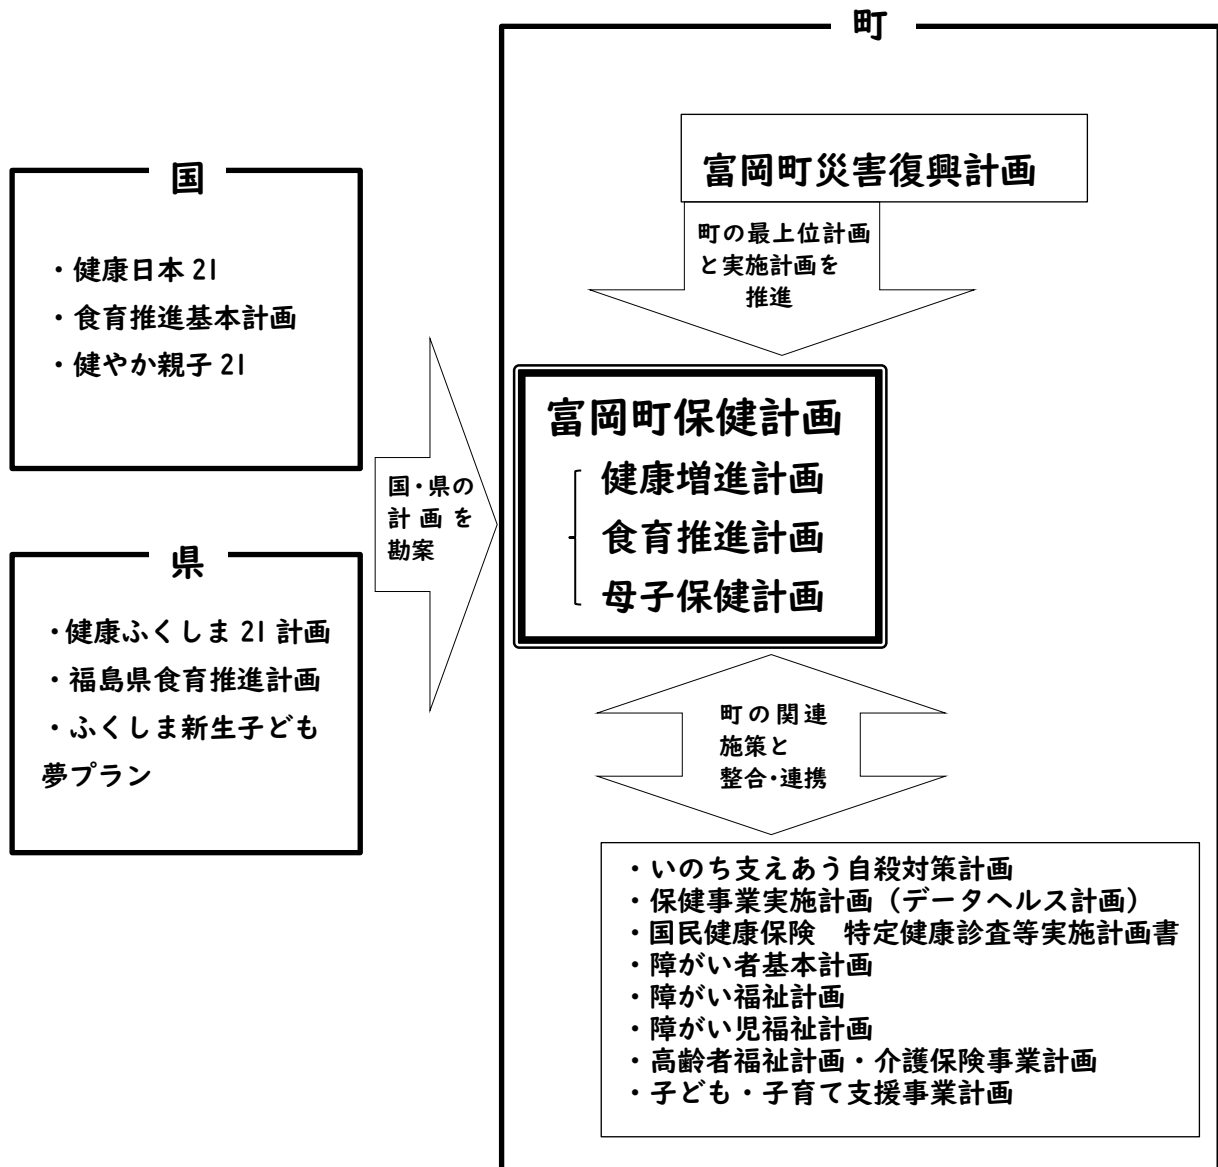 町
富岡町災害復興計画
町の最上位計画
と実施計画を
推進
国
・健康日本 21
・食育推進基本計画
・健やか親子 21
国・県の
計画を
勘案
富岡町保健計画
健康増進計画
食育推進計画
母子保健計画
県
・健康ふくしま 21 計画
・福島県食育推進計画
・ふくしま新生子ども
夢プラン
町の関連
施策と
整合・連携
・いのち支えあう自殺対策計画
・保健事業実施計画（データヘルス計画）
・国民健康保険　特定健康診査等実施計画書
・障がい者基本計画
・障がい福祉計画
・障がい児福祉計画
・高齢者福祉計画・介護保険事業計画
・子ども・子育て支援事業計画